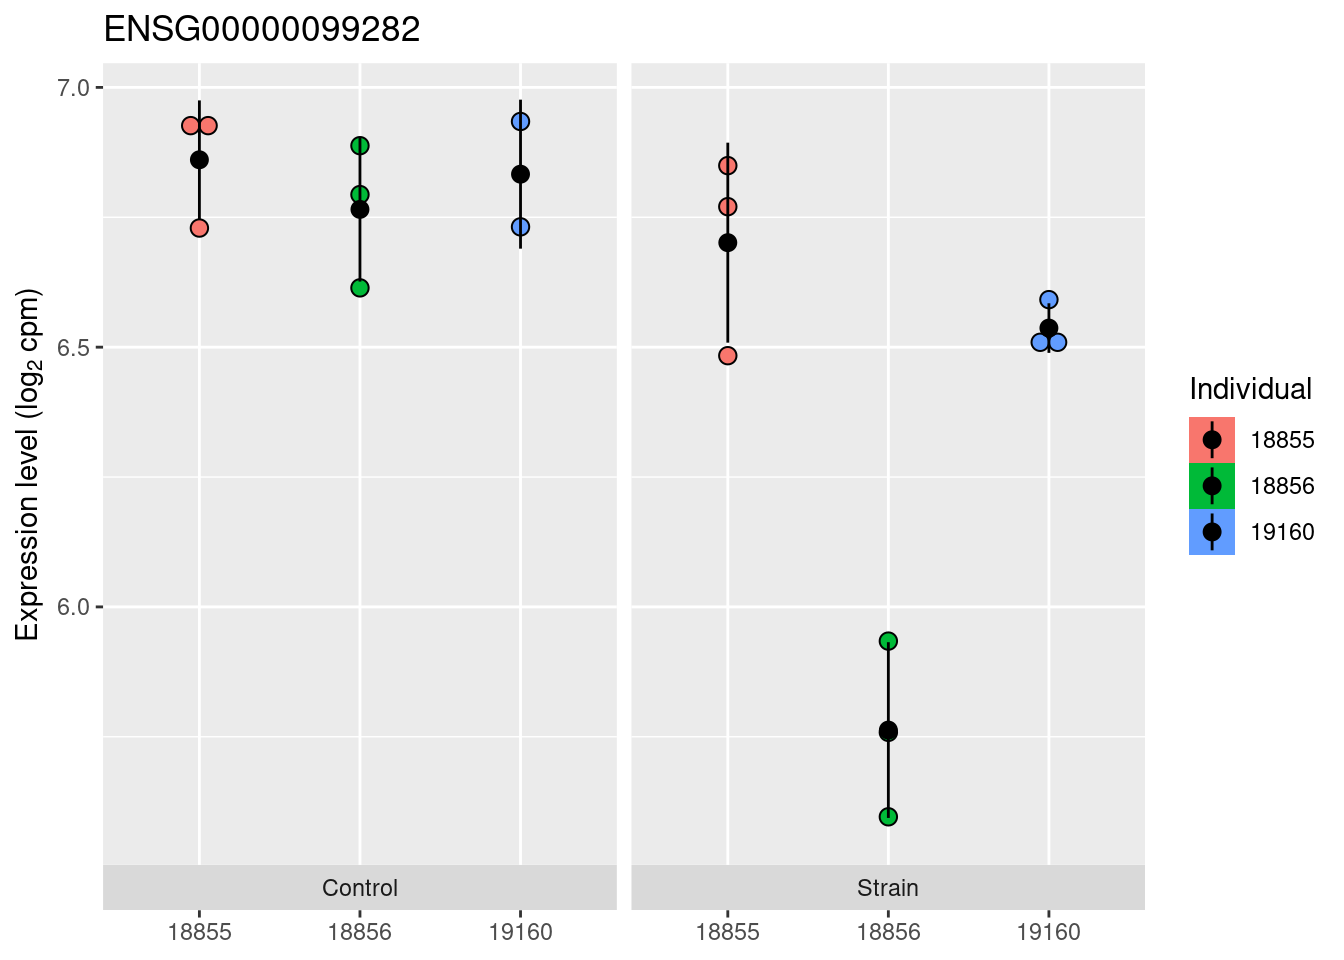 ENSG00000099282
7.0
6.5
6.0
Expression level (log₂ cpm)
Control
Strain
18855
18856
19160
18855
18856
19160
Individual
18855
18856
19160